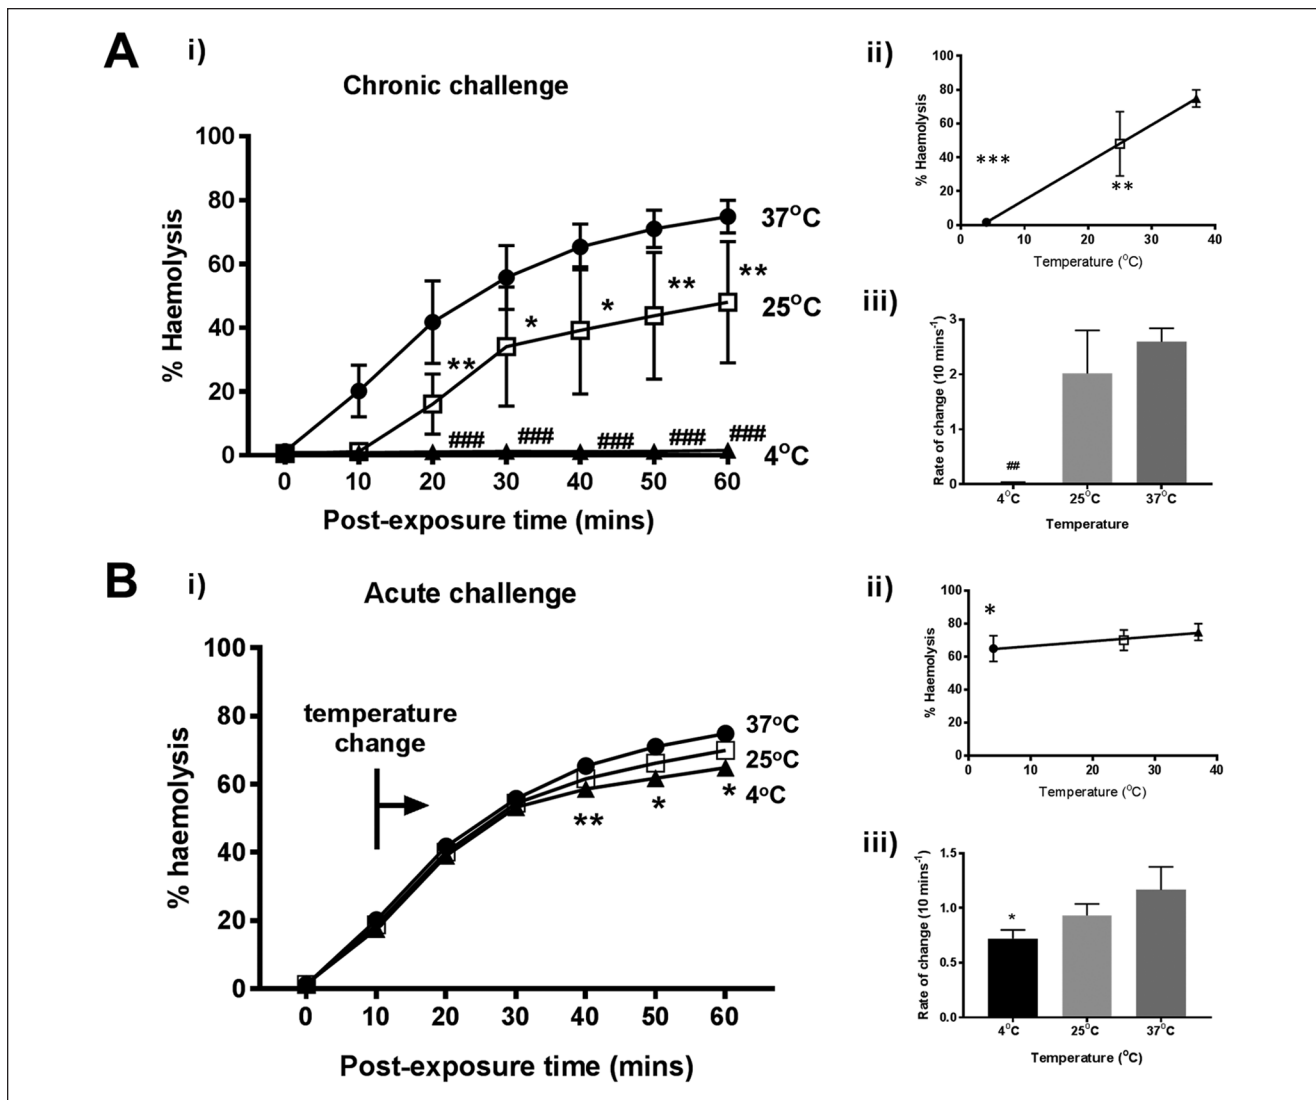 A
i)
Chronic challenge
% Haemolysis
100
80
60
40
20
0
37°C
25°C
4°C
**
*
*
**
**
###
###
###
###
###
0 10 20 30 40 50 60
Post-exposure time (mins)
ii)
% Haemolysis
100
80
60
40
20
0
***
**
0 10 20 30 40
Temperature (°C)
iii)
Rate of change (10 mins⁻¹)
3
2
1
0
##
4°C 25°C 37°C
Temperature
B
i)
Acute challenge
% haemolysis
100
80
60
40
20
0
temperature
change
37°C
25°C
4°C
**
*
*
0 10 20 30 40 50 60
Post-exposure time (mins)
ii)
% Haemolysis
100
80
60
40
20
0
*
0 10 20 30 40
Temperature (°C)
iii)
Rate of change (10 mins⁻¹)
1.5
1.0
0.5
0.0
*
4°C 25°C 37°C
Temperature (°C)